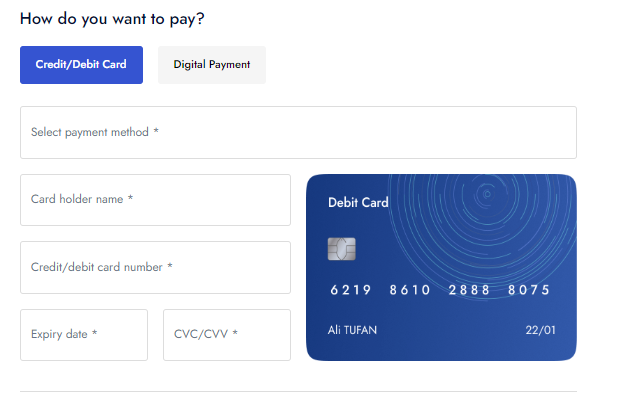 How do you want to pay?
Credit/Debit Card
Digital Payment
Select payment method *
Card holder name *
Credit/debit card number *
Expiry date *
CVC/CVV *
Debit Card
6219 8610 2888 8075
Ali TUFAN
22/01